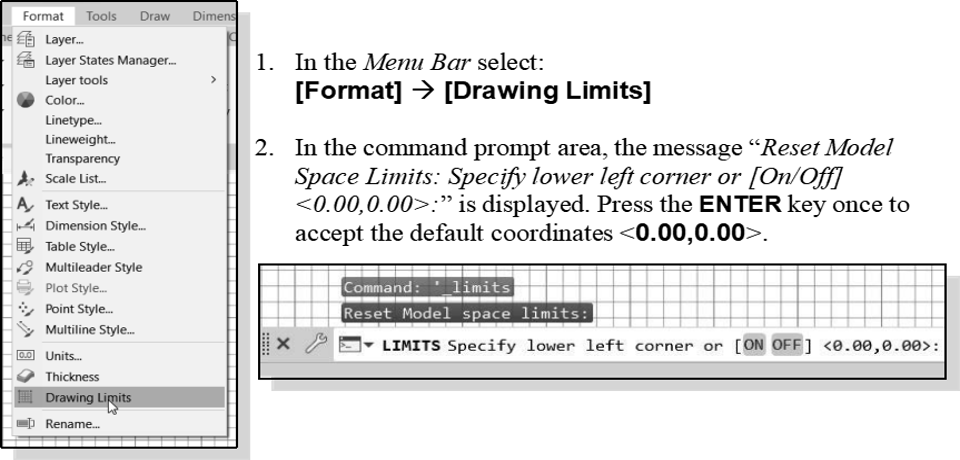 Format Tools Draw Dimens
Layer...
Layer States Manager...
Layer tools
Color...
Linetype...
Lineweight...
Transparency
Scale List...
Text Style...
Dimension Style...
Table Style...
Multileader Style
Plot Style...
Point Style...
Multiline Style...
Units...
Thickness
Drawing Limits
Rename...
1. In the Menu Bar select:
[Format] → [Drawing Limits]
2. In the command prompt area, the message “Reset Model
Space Limits: Specify lower left corner or [On/Off]
<0.00,0.00>:” is displayed. Press the ENTER key once to
accept the default coordinates <0.00,0.00>.
Command: '_limits
Reset Model space limits:
LIMITS Specify lower left corner or [ON OFF] <0.00,0.00>: